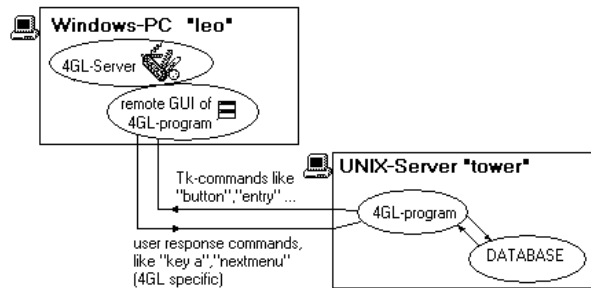 Windows-PC "leo"
4GL-Server
remote GUI of
4GL-program
Tk-commands like
"button","entry" ...
user response commands,
like "key a","nextmenu"
(4GL specific)
UNIX-Server "tower"
4GL-program
DATABASE